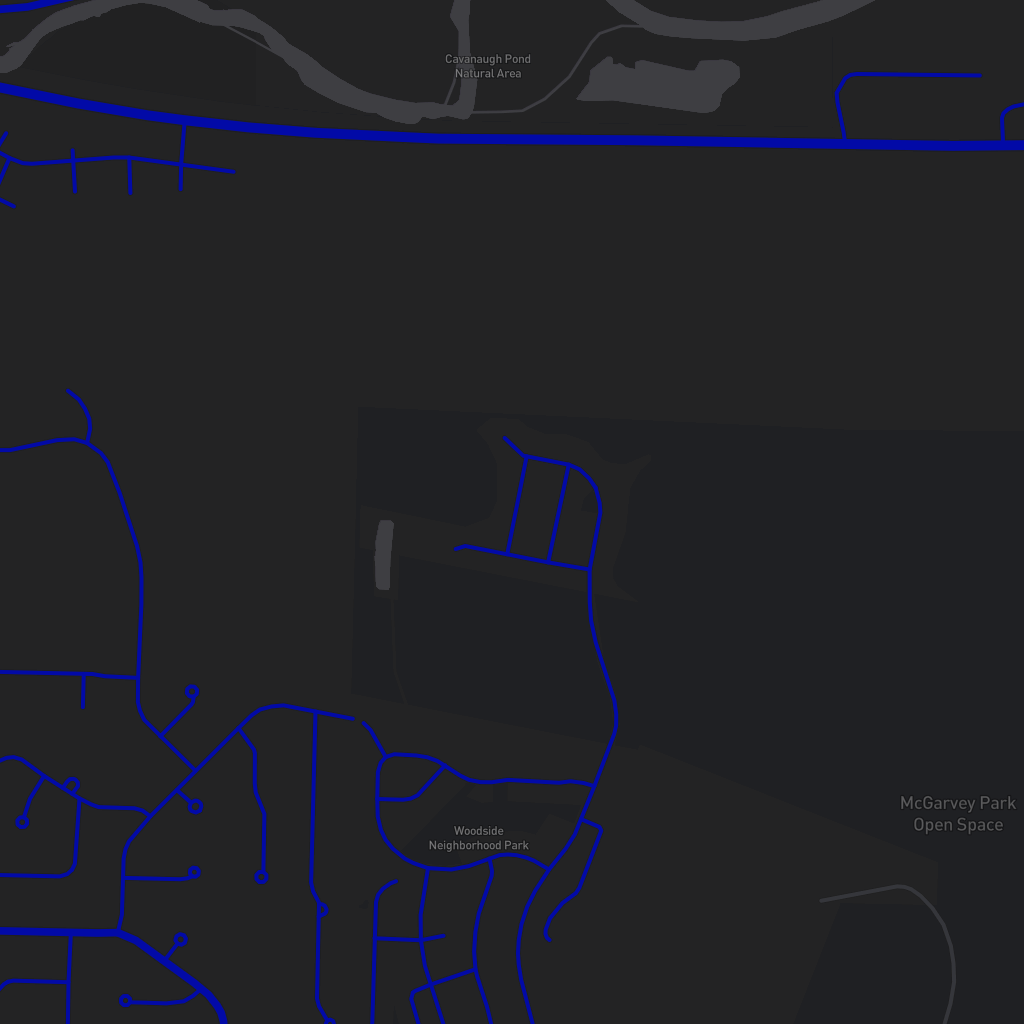 Cavanaugh Pond
Natural Area
McGarvey Park
Open Space
Woodside
Neighborhood Park